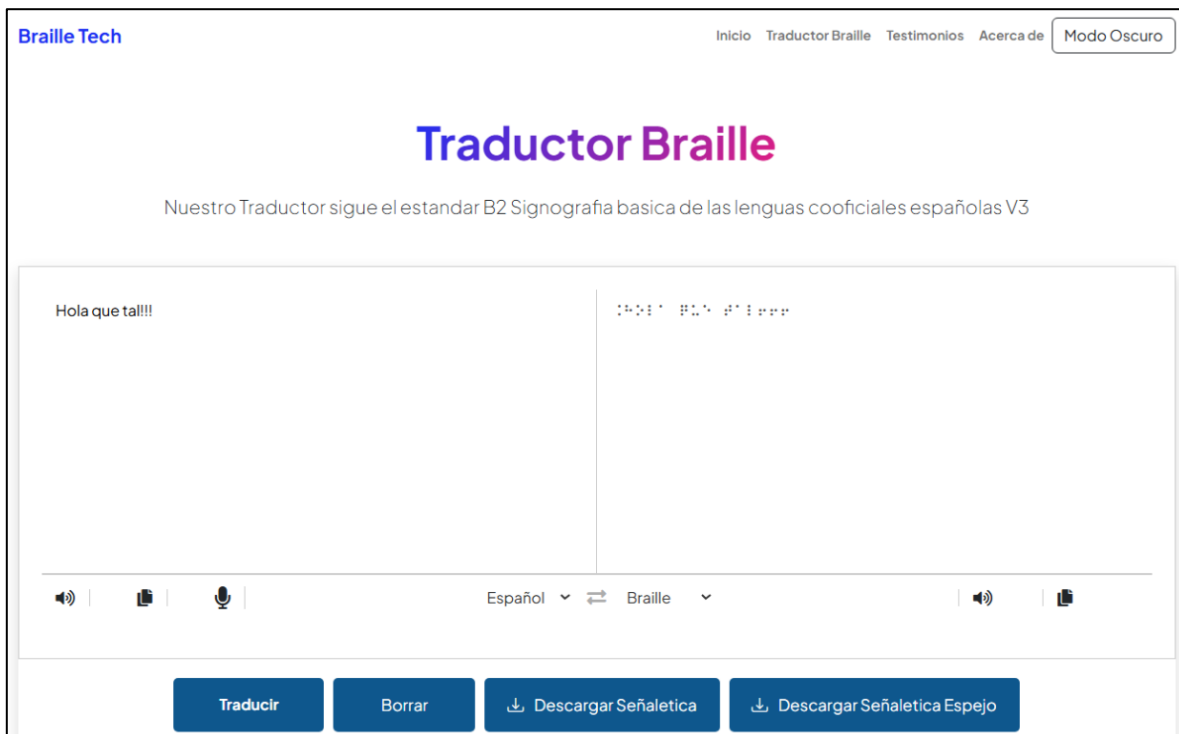 Braille Tech
Inicio Traductor Braille Testimonios Acerca de Modo Oscuro
Traductor Braille
Nuestro Traductor sigue el estandar B2 Signografia basica de las lenguas cooficiales españolas V3
Hola que tal!!!
⠨⠓⠕⠇⠁ ⠟⠥⠑ ⠞⠁⠇⠖⠖⠖
Español Braille
Traducir Borrar Descargar Señaletica Descargar Señaletica Espejo